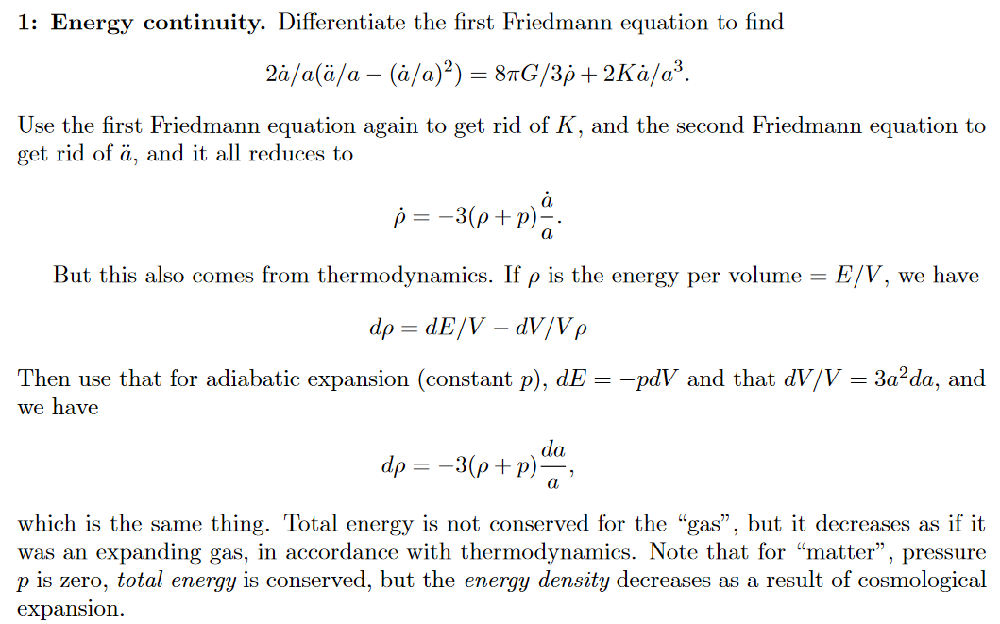 1: Energy continuity. Differentiate the first Friedmann equation to find
2ȧ/a(ä/a − (ȧ/a)²) = 8πG/3ρ̇ + 2Kȧ/a³.
Use the first Friedmann equation again to get rid of K, and the second Friedmann equation to
get rid of ä, and it all reduces to
ρ̇ = −3(ρ + p)ȧ/a.
But this also comes from thermodynamics. If ρ is the energy per volume = E/V, we have
dρ = dE/V − dV/Vρ
Then use that for adiabatic expansion (constant p), dE = −pdV and that dV/V = 3a²da, and
we have
dρ = −3(ρ + p)da/a,
which is the same thing. Total energy is not conserved for the “gas”, but it decreases as if it
was an expanding gas, in accordance with thermodynamics. Note that for “matter”, pressure
p is zero, total energy is conserved, but the energy density decreases as a result of cosmological
expansion.